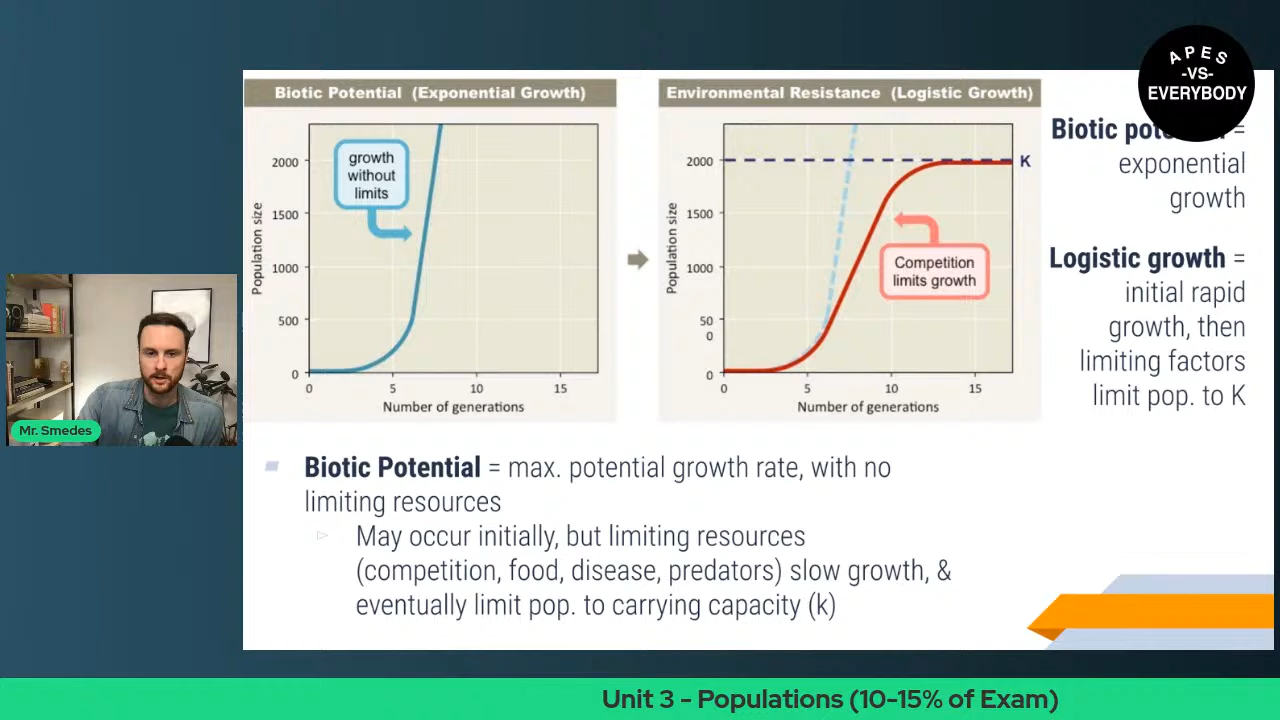 APES
-VS-
EVERYBODY
Biotic Potential (Exponential Growth)
growth
without
limits
Population size
2000
1500
1000
500
0
0 5 10 15
Number of generations
Environmental Resistance (Logistic Growth)
K
Competition
limits growth
Population size
2000
1500
1000
50
0
0
0 5 10 15
Number of generations
=
exponential
growth
Logistic growth =
initial rapid
growth, then
limiting factors
limit pop. to K
Mr. Smedes
Biotic Potential = max. potential growth rate, with no
limiting resources
May occur initially, but limiting resources
(competition, food, disease, predators) slow growth, &
eventually limit pop. to carrying capacity (k)
Unit 3 - Populations (10-15% of Exam)